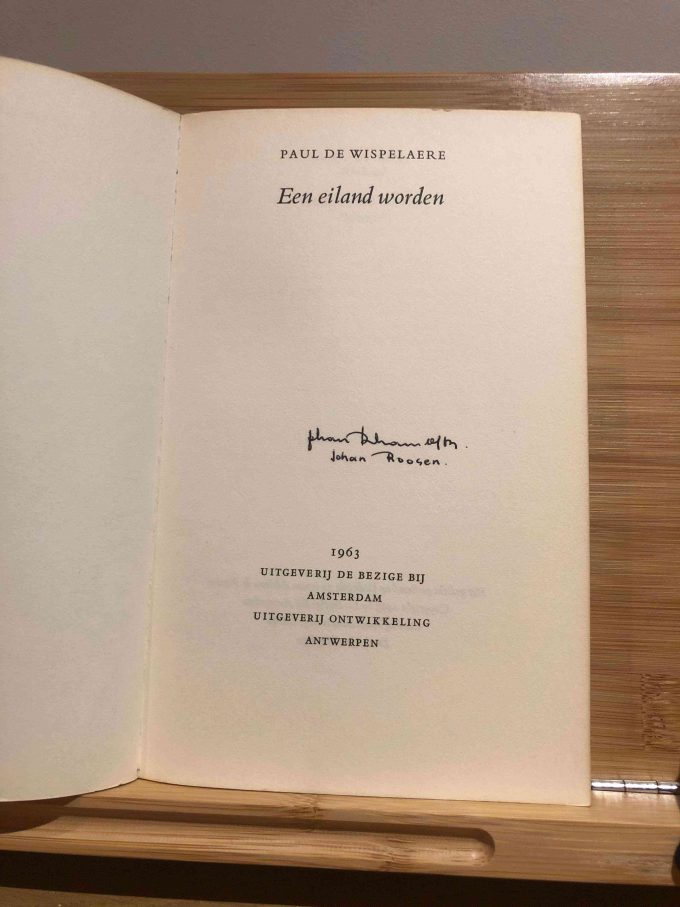 PAUL DE WISPELAERE
Een eiland worden
Johan Roosen.
1963
UITGEVERIJ DE BEZIGE BIJ
AMSTERDAM
UITGEVERIJ ONTWIKKELING
ANTWERPEN